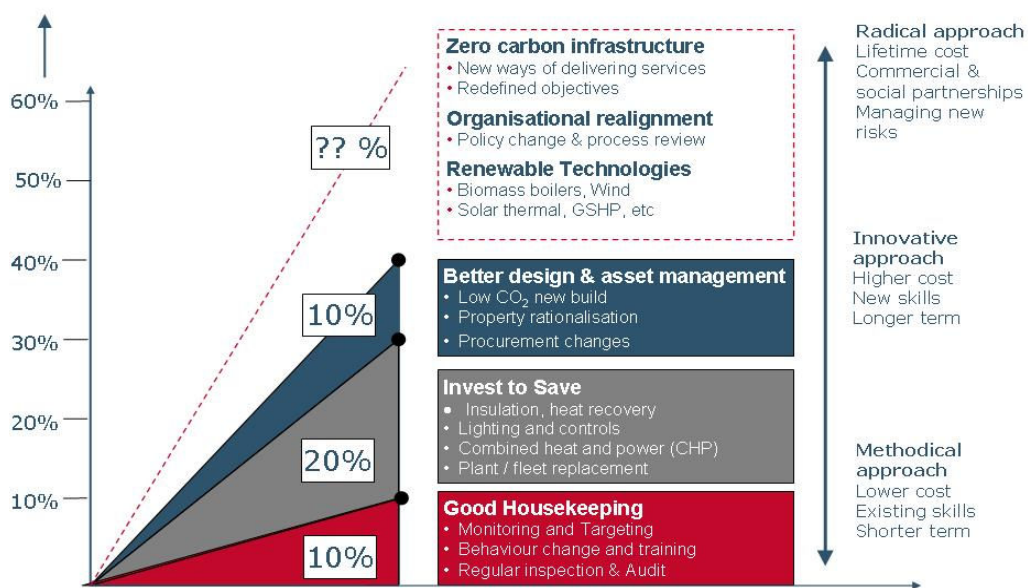 60%
50%
40%
30%
20%
10%
?? %
10%
20%
10%
Zero carbon infrastructure
• New ways of delivering services
• Redefined objectives
Organisational realignment
• Policy change & process review
Renewable Technologies
• Biomass boilers, Wind
• Solar thermal, GSHP, etc
Better design & asset management
• Low CO₂ new build
• Property rationalisation
• Procurement changes
Invest to Save
• Insulation, heat recovery
• Lighting and controls
• Combined heat and power (CHP)
• Plant / fleet replacement
Good Housekeeping
• Monitoring and Targeting
• Behaviour change and training
• Regular inspection & Audit
Radical approach
Lifetime cost
Commercial &
social partnerships
Managing new
risks
Innovative
approach
Higher cost
New skills
Longer term
Methodical
approach
Lower cost
Existing skills
Shorter term